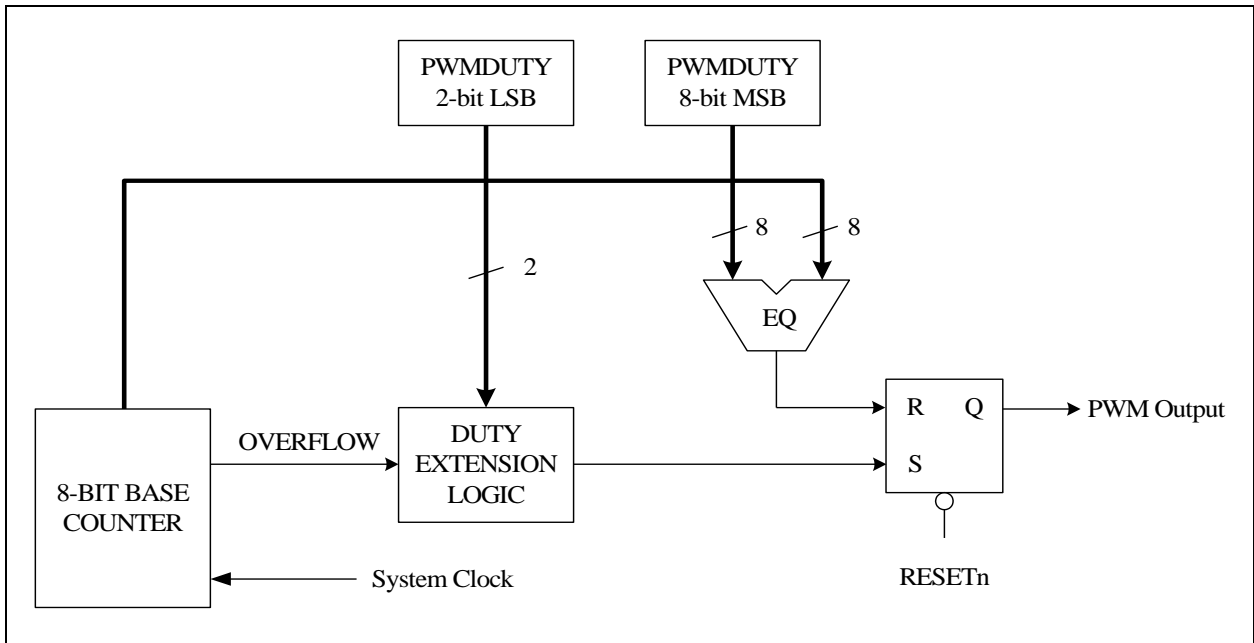 PWMDUTY
2-bit LSB
PWMDUTY
8-bit MSB
8
8
2
EQ
R
Q
PWM Output
S
OVERFLOW
DUTY
EXTENSION
LOGIC
8-BIT BASE
COUNTER
System Clock
RESETn